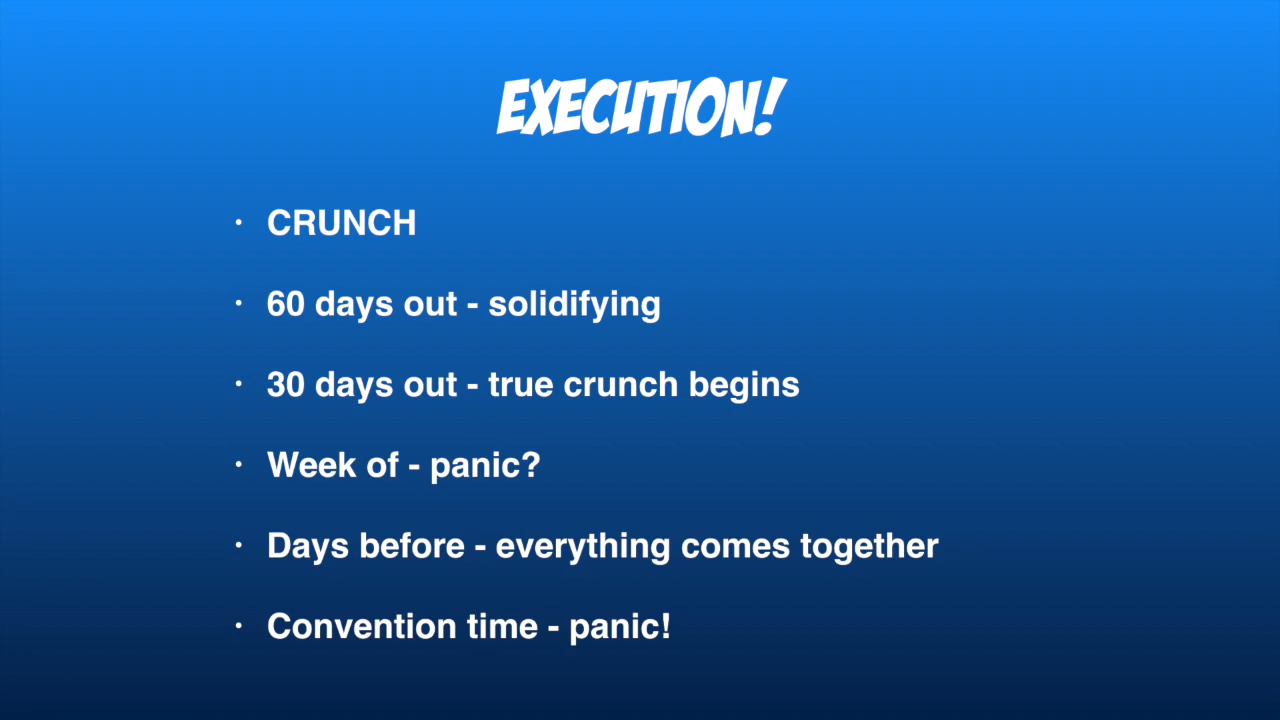 EXECUTION!
• CRUNCH
• 60 days out - solidifying
• 30 days out - true crunch begins
• Week of - panic?
• Days before - everything comes together
• Convention time - panic!